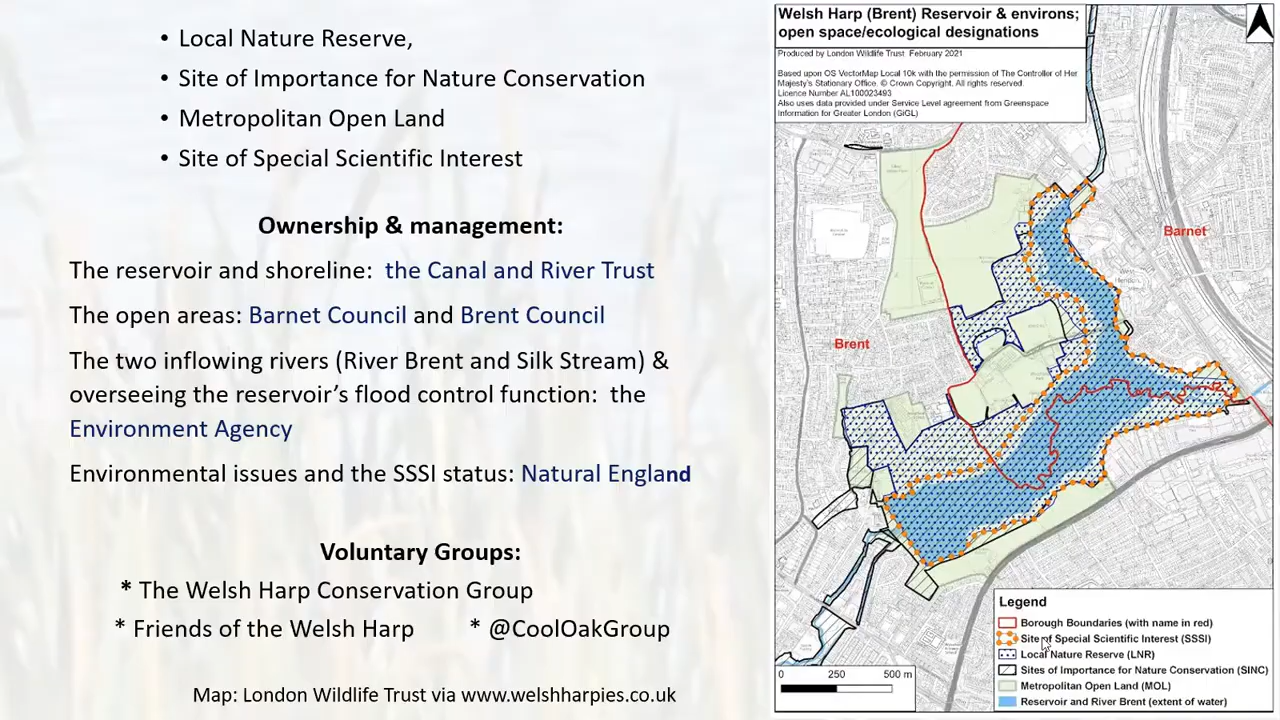 • Local Nature Reserve,
• Site of Importance for Nature Conservation
• Metropolitan Open Land
• Site of Special Scientific Interest
Ownership & management:
The reservoir and shoreline: the Canal and River Trust
The open areas: Barnet Council and Brent Council
The two inflowing rivers (River Brent and Silk Stream) &
overseeing the reservoir's flood control function: the
Environment Agency
Environmental issues and the SSSI status: Natural England
Voluntary Groups:
* The Welsh Harp Conservation Group
* Friends of the Welsh Harp * @CoolOakGroup
Map: London Wildlife Trust via www.welshharpies.co.uk
Welsh Harp (Brent) Reservoir & environs;
open space/ecological designations
Produced by London Wildlife Trust February 2021
Based upon OS VectorMap Local 10k with the permission of The Controller of Her
Majesty's Stationary Office. © Crown Copyright. All rights reserved.
Licence Number AL100023493
Also uses data provided under Service Level agreement from Greenspace
Information for Greater London (GiGL)
Barnet
Brent
0 250 500 m
Legend
Borough Boundaries (with name in red)
Site of Special Scientific Interest (SSSI)
Local Nature Reserve (LNR)
Sites of Importance for Nature Conservation (SINC)
Metropolitan Open Land (MOL)
Reservoir and River Brent (extent of water)